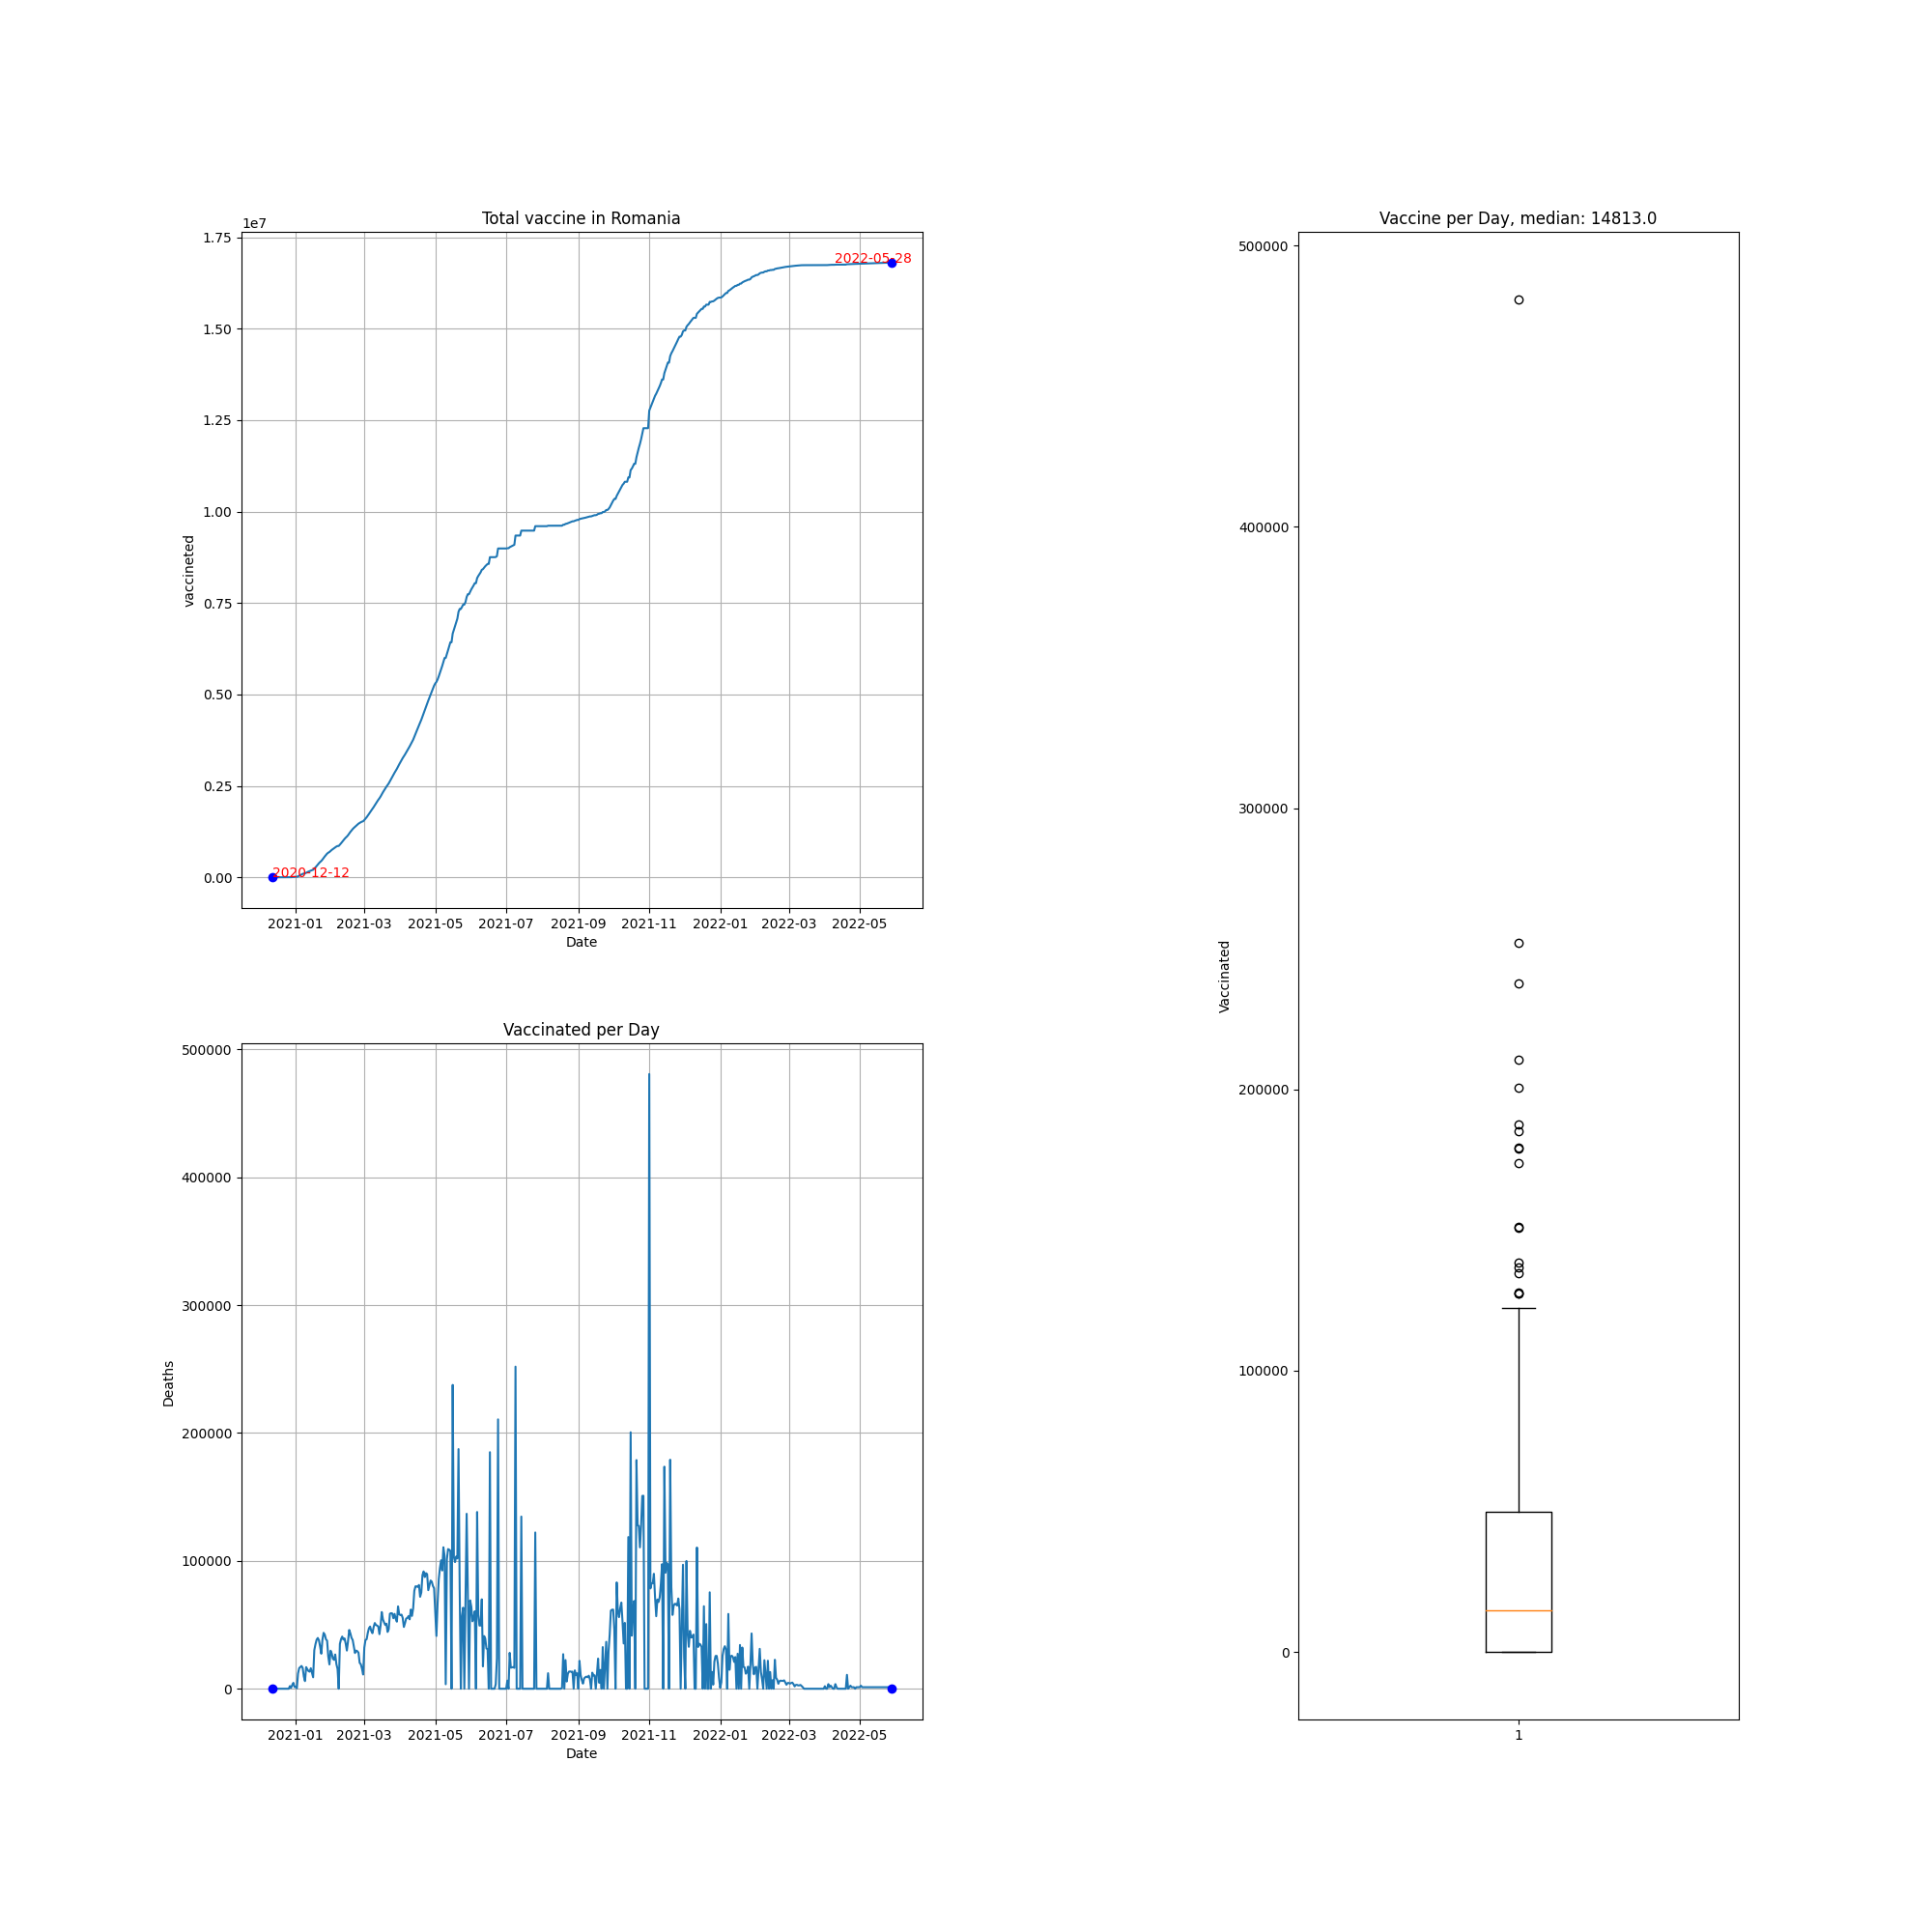 Total vaccine in Romania
1e7
1.75
1.50
1.25
1.00
0.75
0.50
0.25
0.00
vaccineted
2022-05-28
2020-12-12
2021-01 2021-03 2021-05 2021-07 2021-09 2021-11 2022-01 2022-03 2022-05
Date
Vaccinated per Day
500000
400000
300000
200000
100000
0
Deaths
2021-01 2021-03 2021-05 2021-07 2021-09 2021-11 2022-01 2022-03 2022-05
Date
Vaccine per Day, median: 14813.0
500000
400000
300000
200000
100000
0
Vaccinated
1